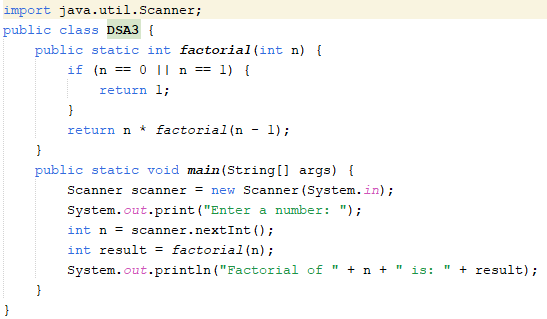 import java.util.Scanner;
public class DSA3 {
    public static int factorial(int n) {
        if (n == 0 || n == 1) {
            return 1;
        }
        return n * factorial(n - 1);
    }
    public static void main(String[] args) {
        Scanner scanner = new Scanner(System.in);
        System.out.print("Enter a number: ");
        int n = scanner.nextInt();
        int result = factorial(n);
        System.out.println("Factorial of " + n + " is: " + result);
    }
}